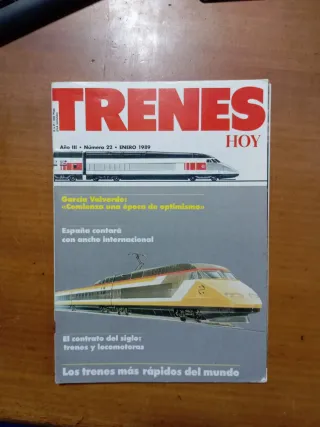 TRENES
HOY
Año III • Número 22 • ENERO 1989
García Valverde:
«Comienza una época de optimismo»
España contará
con ancho internacional
El contrato del siglo:
trenes y locomotoras
Los trenes más rápidos del mundo